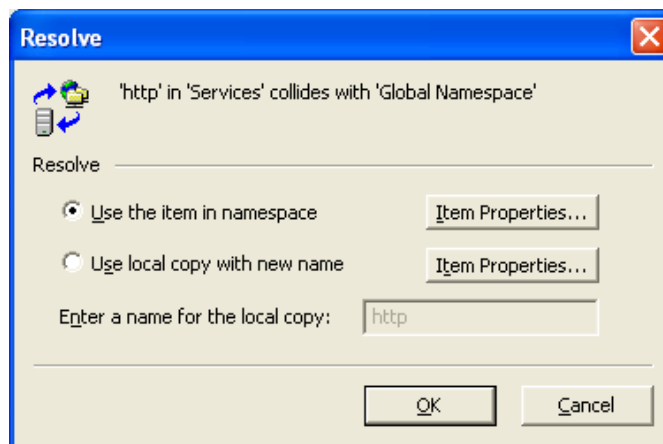 Resolve
'http' in 'Services' collides with 'Global Namespace'
Resolve
Use the item in namespace Item Properties...
Use local copy with new name Item Properties...
Enter a name for the local copy: http
OK Cancel